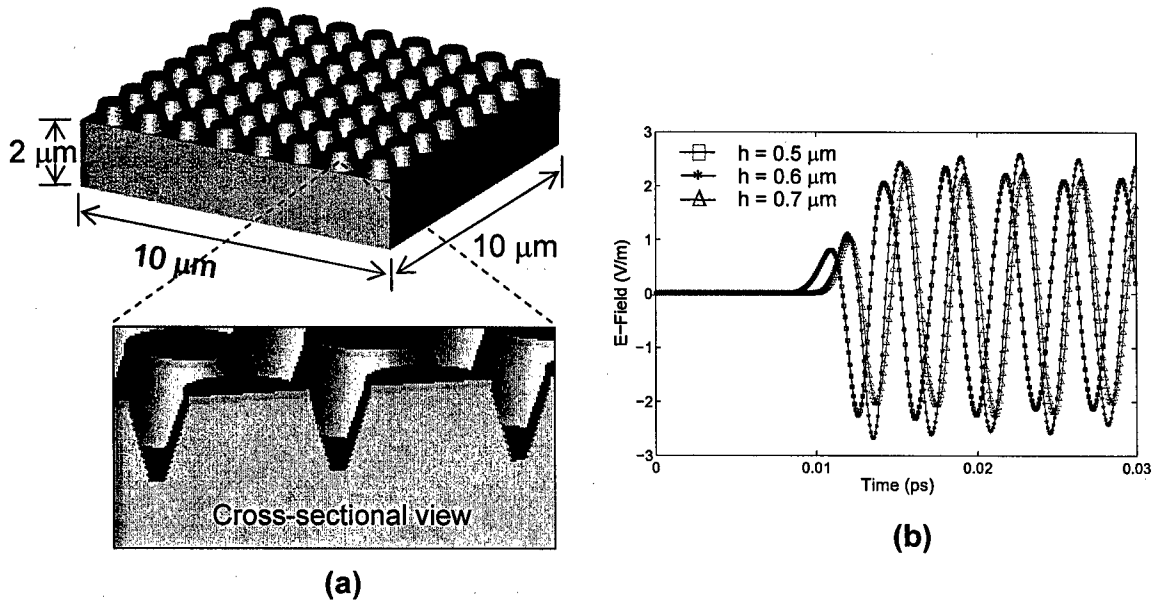 2 μm
10 μm
10 μm
Cross-sectional view
(a)
3
2
1
0
−1
−2
−3
E−Field (V/m)
h = 0.5 μm
h = 0.6 μm
h = 0.7 μm
0
0.01
0.02
0.03
Time (ps)
(b)